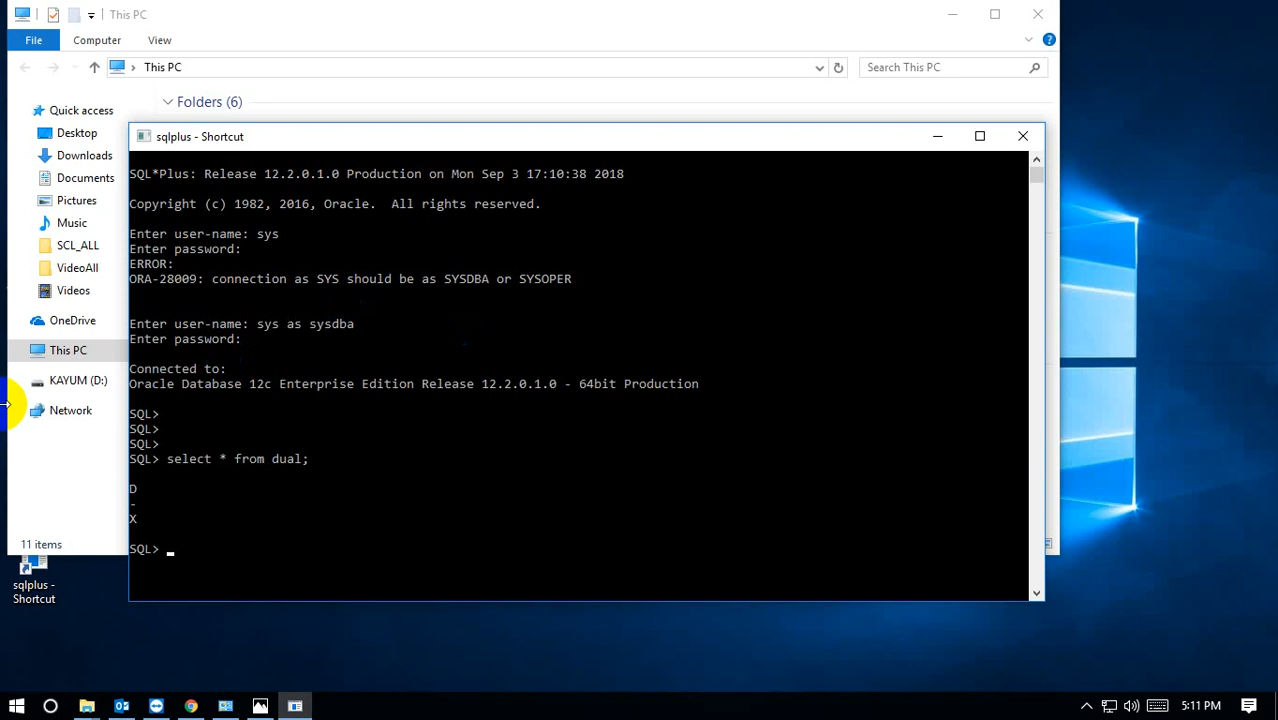 This PC
File
Computer
View
This PC
Search This PC
Quick access
Desktop
Downloads
Documents
Pictures
Music
SCL_ALL
VideoAll
Videos
OneDrive
This PC
KAYUM (D:)
Network
11 items
Folders (6)
sqlplus - Shortcut
SQL*Plus: Release 12.2.0.1.0 Production on Mon Sep 3 17:10:38 2018
Copyright (c) 1982, 2016, Oracle.  All rights reserved.
Enter user-name: sys
Enter password:
ERROR:
ORA-28009: connection as SYS should be as SYSDBA or SYSOPER
Enter user-name: sys as sysdba
Enter password:
Connected to:
Oracle Database 12c Enterprise Edition Release 12.2.0.1.0 - 64bit Production
SQL>
SQL>
SQL>
SQL> select * from dual;
D
-
X
SQL> _
sqlplus -
Shortcut
5:11 PM